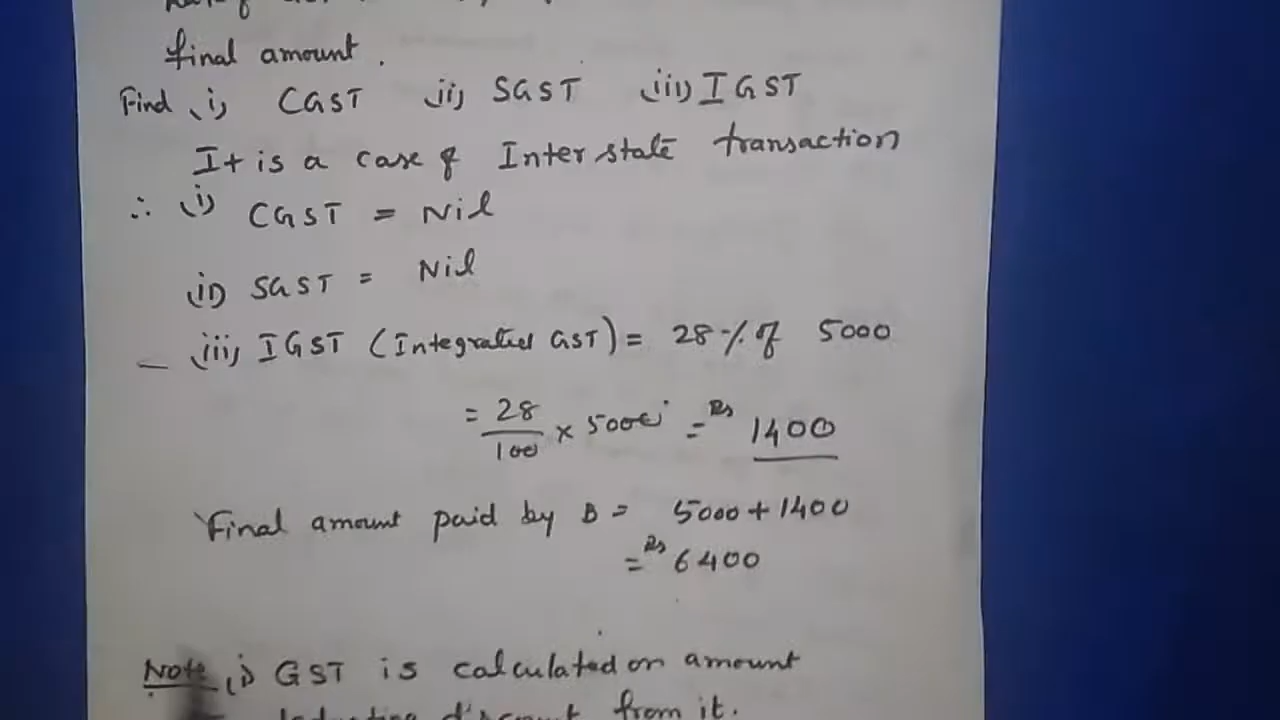 final amount.
Find (i) CGST (ii) SGST (iii) IGST
It is a case of Interstate transaction
∴ (i) CGST = Nil
(ii) SGST = Nil
(iii) IGST (Integrated GST) = 28% of 5000
= 28/100 × 5000 = Rs 1400
Final amount paid by B = 5000 + 1400
= Rs 6400
Note (i) GST is calculated on amount
from it.